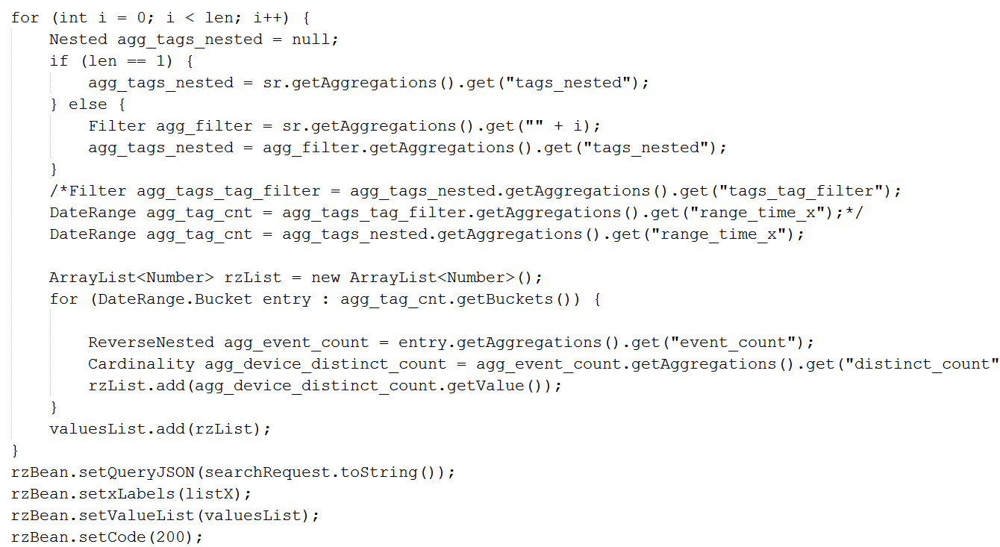 for (int i = 0; i < len; i++) {
    Nested agg_tags_nested = null;
    if (len == 1) {
        agg_tags_nested = sr.getAggregations().get("tags_nested");
    } else {
        Filter agg_filter = sr.getAggregations().get("" + i);
        agg_tags_nested = agg_filter.getAggregations().get("tags_nested");
    }
    /*Filter agg_tags_tag_filter = agg_tags_nested.getAggregations().get("tags_tag_filter");
    DateRange agg_tag_cnt = agg_tags_tag_filter.getAggregations().get("range_time_x");*/
    DateRange agg_tag_cnt = agg_tags_nested.getAggregations().get("range_time_x");

    ArrayList<Number> rzList = new ArrayList<Number>();
    for (DateRange.Bucket entry : agg_tag_cnt.getBuckets()) {

        ReverseNested agg_event_count = entry.getAggregations().get("event_count");
        Cardinality agg_device_distinct_count = agg_event_count.getAggregations().get("distinct_count"
        rzList.add(agg_device_distinct_count.getValue());
    }
    valuesList.add(rzList);
}
rzBean.setQueryJSON(searchRequest.toString());
rzBean.setxLabels(listX);
rzBean.setValueList(valuesList);
rzBean.setCode(200);